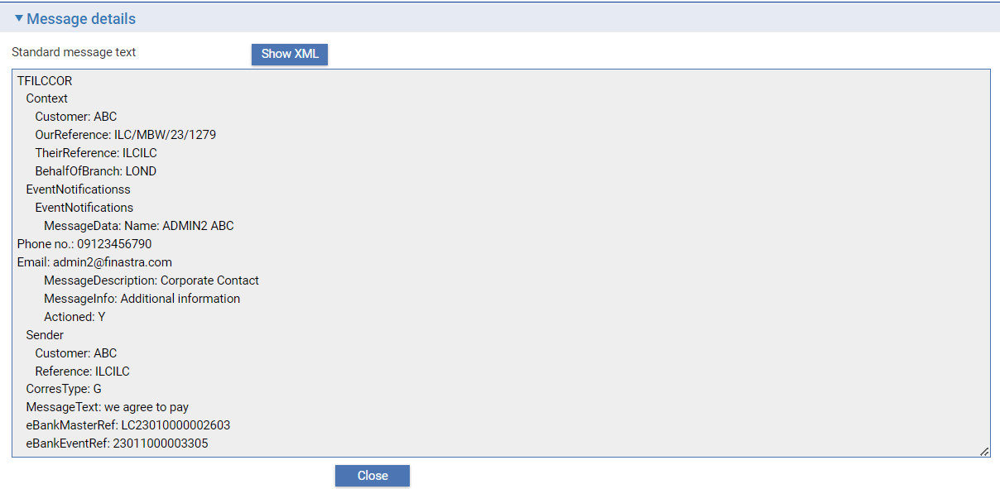 Message details
Standard message text
Show XML
TFILCCOR
Context
Customer: ABC
OurReference: ILC/MBW/23/1279
TheirReference: ILCILC
BehalfOfBranch: LOND
EventNotificationss
EventNotifications
MessageData: Name: ADMIN2 ABC
Phone no.: 09123456790
Email: admin2@finastra.com
MessageDescription: Corporate Contact
MessageInfo: Additional information
Actioned: Y
Sender
Customer: ABC
Reference: ILCILC
CorresType: G
MessageText: we agree to pay
eBankMasterRef: LC23010000002603
eBankEventRef: 23011000003305
Close